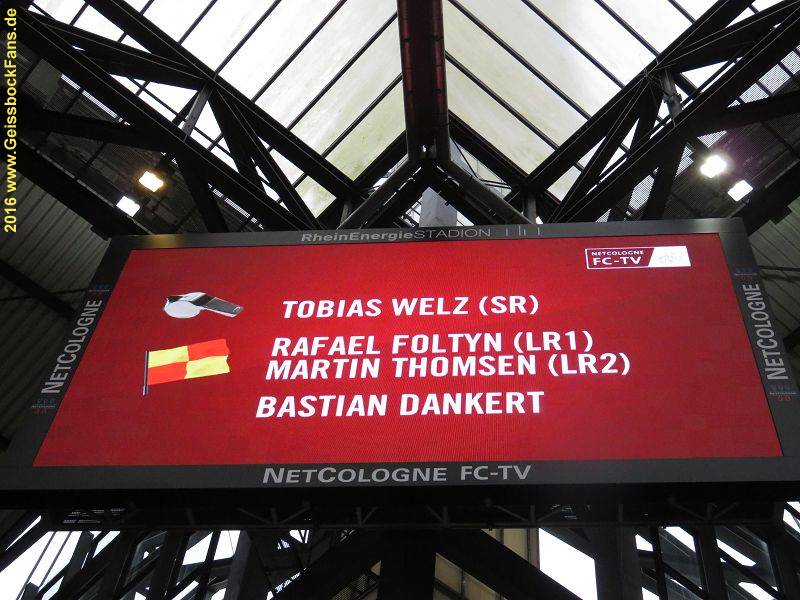 2016 www.GeissbockFans.de
RheinEnergieSTADION
NETCOLOGNE
FC-TV
TOBIAS WELZ (SR)
RAFAEL FOLTYN (LR1)
MARTIN THOMSEN (LR2)
BASTIAN DANKERT
NETCOLOGNE
NETCOLOGNE
NETCOLOGNE FC-TV